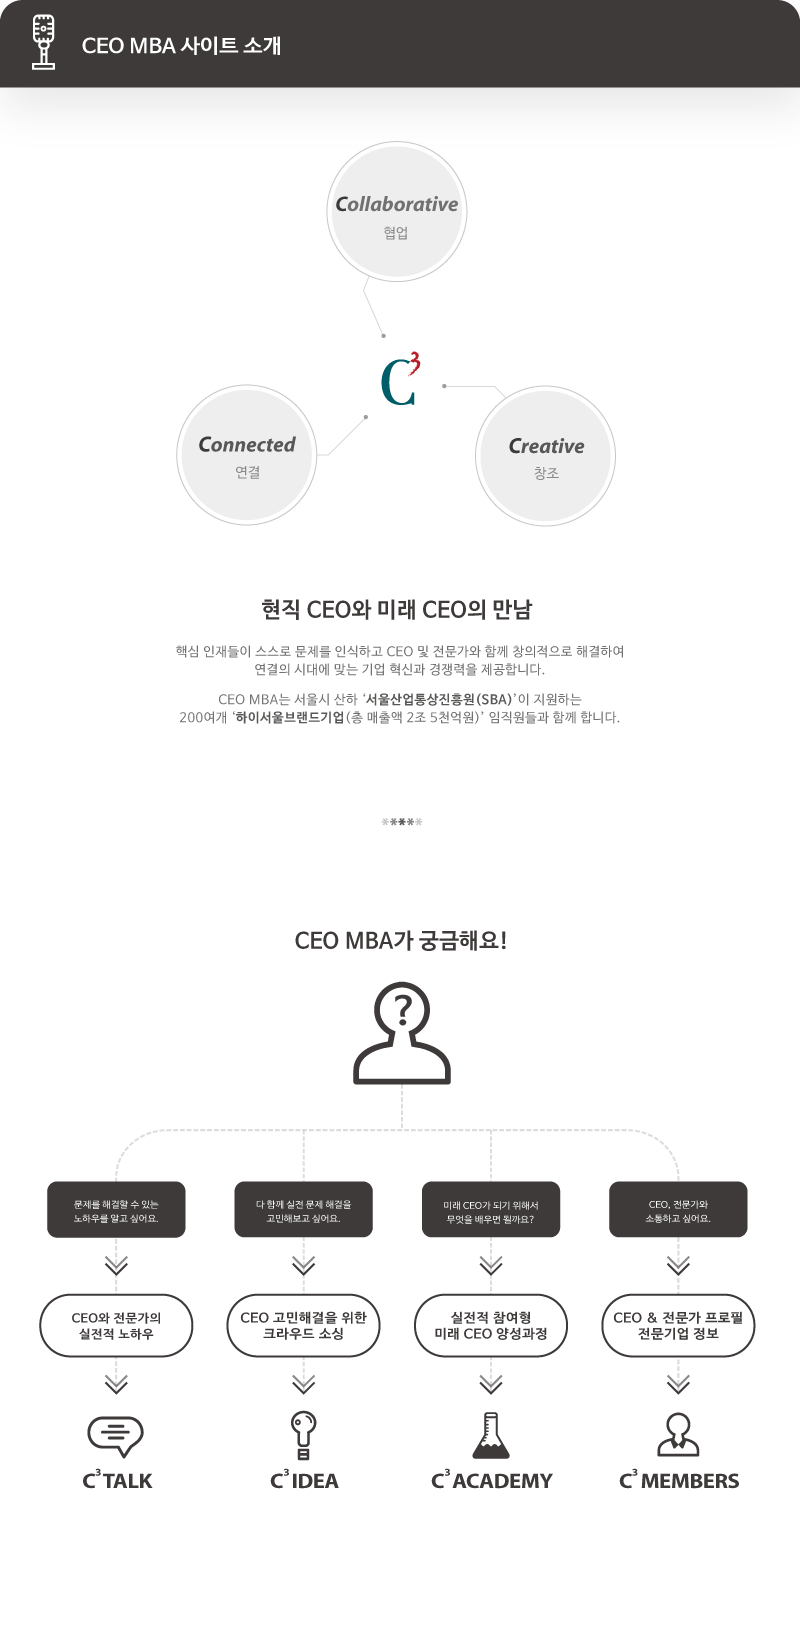 CEO MBA 사이트 소개
Collaborative
협업
C3
Connected
연결
Creative
창조
현직 CEO와 미래 CEO의 만남
핵심 인재들이 스스로 문제를 인식하고 CEO 및 전문가와 함께 창의적으로 해결하여
연결의 시대에 맞는 기업 혁신과 경쟁력을 제공합니다.
CEO MBA는 서울시 산하 ‘서울산업통상진흥원(SBA)’이 지원하는
200여개 ‘하이서울브랜드기업(총 매출액 2조 5천억원)’ 임직원들과 함께 합니다.
*****
CEO MBA가 궁금해요!
?
문제를 해결할 수 있는
노하우를 알고 싶어요.
다 함께 실전 문제 해결을
고민해보고 싶어요.
미래 CEO가 되기 위해서
무엇을 배우면 될까요?
CEO, 전문가와
소통하고 싶어요.
CEO와 전문가의
실전적 노하우
CEO 고민해결을 위한
크라우드 소싱
실전적 참여형
미래 CEO 양성과정
CEO & 전문가 프로필
전문기업 정보
C3 TALK
C3 IDEA
C3 ACADEMY
C3 MEMBERS